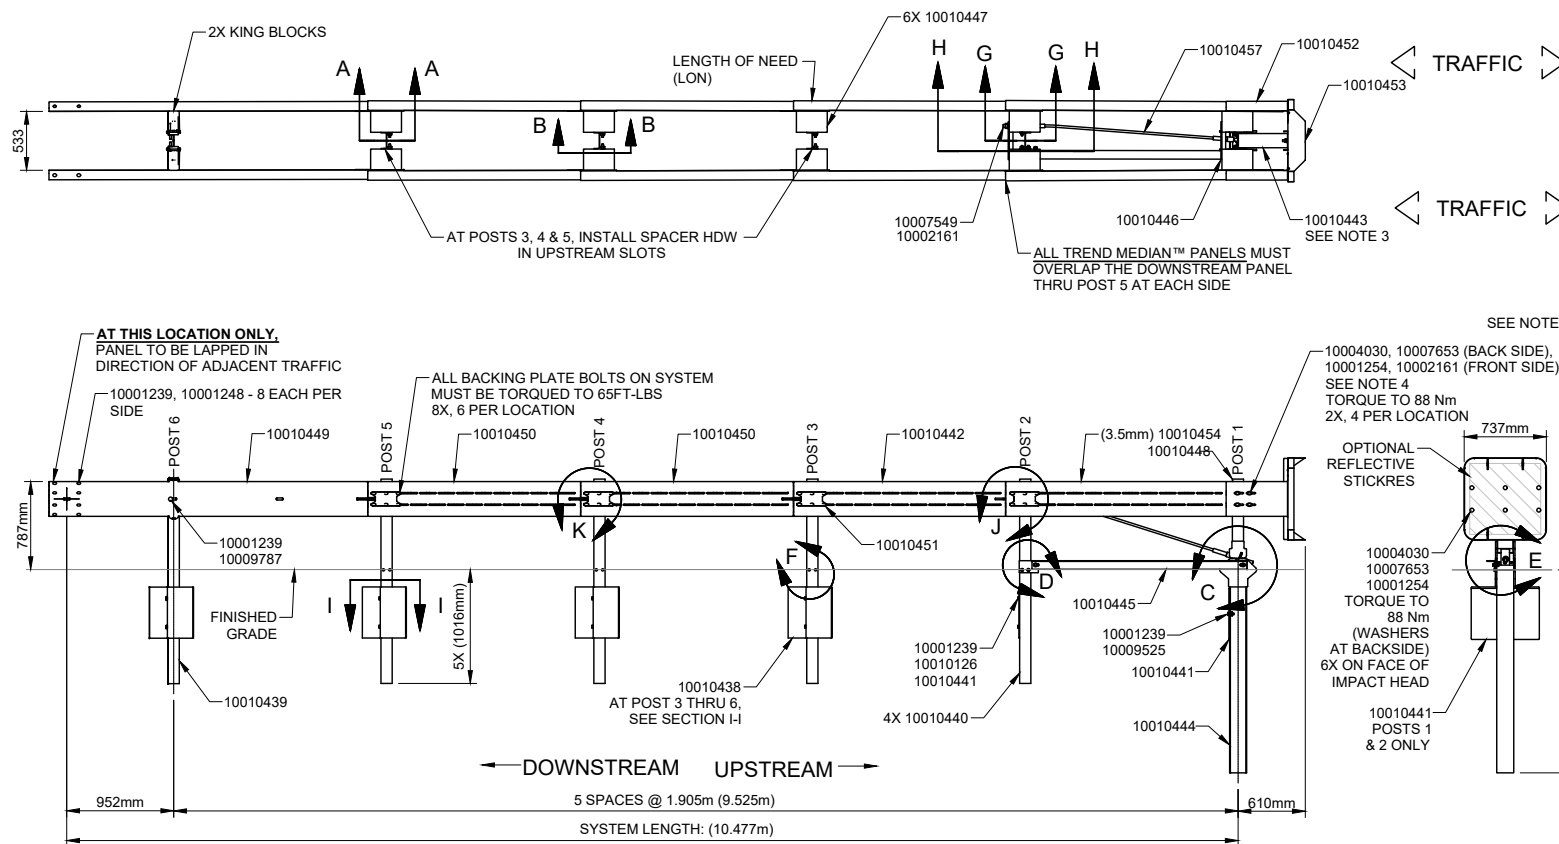 2X KING BLOCKS
6X 10010447
A
A
LENGTH OF NEED
(LON)
H
G
G
H
10010457
10010452
TRAFFIC
10010453
B
B
533
AT POSTS 3, 4 & 5, INSTALL SPACER HDW
IN UPSTREAM SLOTS
10007549
10002161
10010446
10010443
SEE NOTE 3
TRAFFIC
ALL TREND MEDIAN™ PANELS MUST
OVERLAP THE DOWNSTREAM PANEL
THRU POST 5 AT EACH SIDE
AT THIS LOCATION ONLY,
PANEL TO BE LAPPED IN
DIRECTION OF ADJACENT TRAFFIC
10001239, 10001248 - 8 EACH PER
SIDE
ALL BACKING PLATE BOLTS ON SYSTEM
MUST BE TORQUED TO 65FT-LBS
8X, 6 PER LOCATION
SEE NOTE
10004030, 10007653 (BACK SIDE),
10001254, 10002161 (FRONT SIDE)
SEE NOTE 4
TORQUE TO 88 Nm
2X, 4 PER LOCATION
POST 6
10010449
POST 5
10010450
POST 4
10010450
POST 3
10010442
POST 2
(3.5mm) 10010454
10010448
POST 1
737mm
OPTIONAL
REFLECTIVE
STICKRES
787mm
K
J
10001239
10009787
10010451
F
D
C
E
FINISHED
GRADE
I
I
5X (1016mm)
10010445
10004030
10007653
10001254
TORQUE TO
88 Nm
(WASHERS
AT BACKSIDE)
6X ON FACE OF
IMPACT HEAD
10001239
10010126
10010441
10001239
10009525
10010441
10010439
10010438
AT POST 3 THRU 6,
SEE SECTION I-I
4X 10010440
10010444
10010441
POSTS 1
& 2 ONLY
DOWNSTREAM
UPSTREAM
952mm
5 SPACES @ 1.905m (9.525m)
610mm
SYSTEM LENGTH: (10.477m)